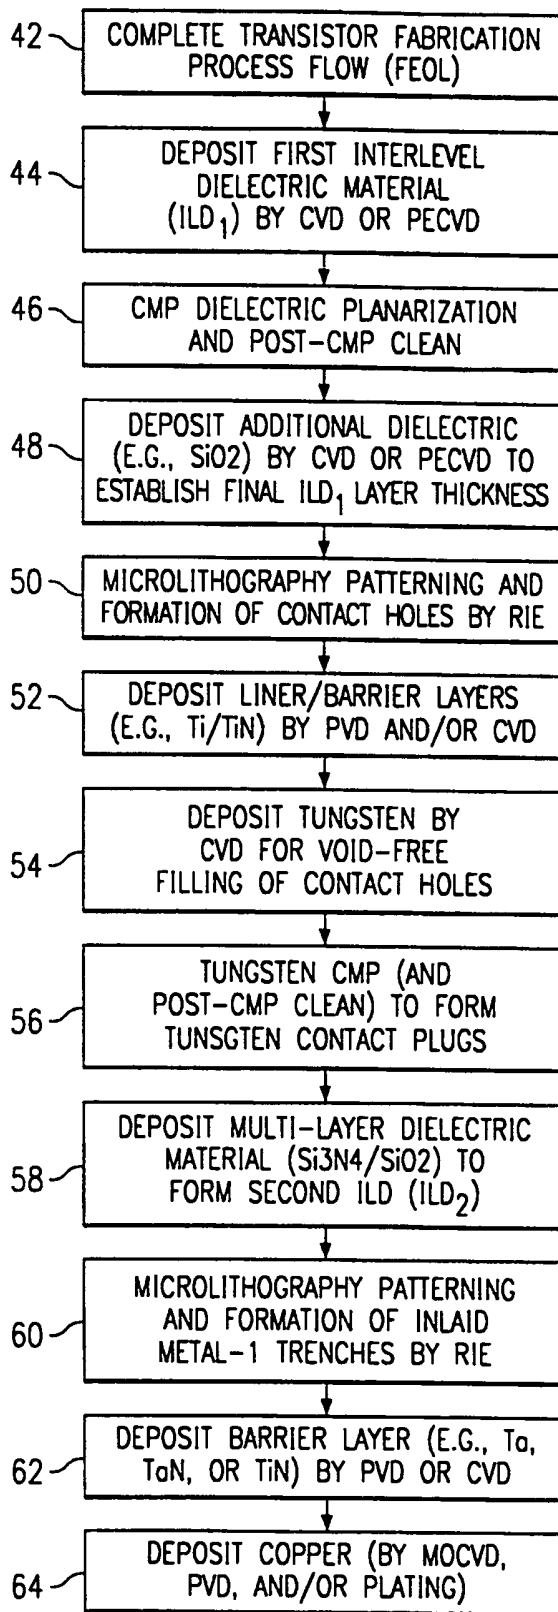 42
COMPLETE TRANSISTOR FABRICATION
PROCESS FLOW (FEOL)
44
DEPOSIT FIRST INTERLEVEL
DIELECTRIC MATERIAL
(ILD1) BY CVD OR PECVD
46
CMP DIELECTRIC PLANARIZATION
AND POST-CMP CLEAN
48
DEPOSIT ADDITIONAL DIELECTRIC
(E.G., SiO2) BY CVD OR PECVD TO
ESTABLISH FINAL ILD1 LAYER THICKNESS
50
MICROLITHOGRAPHY PATTERNING AND
FORMATION OF CONTACT HOLES BY RIE
52
DEPOSIT LINER/BARRIER LAYERS
(E.G., Ti/TiN) BY PVD AND/OR CVD
54
DEPOSIT TUNGSTEN BY
CVD FOR VOID-FREE
FILLING OF CONTACT HOLES
56
TUNGSTEN CMP (AND
POST-CMP CLEAN) TO FORM
TUNSGTEN CONTACT PLUGS
58
DEPOSIT MULTI-LAYER DIELECTRIC
MATERIAL (Si3N4/SiO2) TO
FORM SECOND ILD (ILD2)
60
MICROLITHOGRAPHY PATTERNING
AND FORMATION OF INLAID
METAL-1 TRENCHES BY RIE
62
DEPOSIT BARRIER LAYER (E.G., Ta,
TaN, OR TiN) BY PVD OR CVD
64
DEPOSIT COPPER (BY MOCVD,
PVD, AND/OR PLATING)